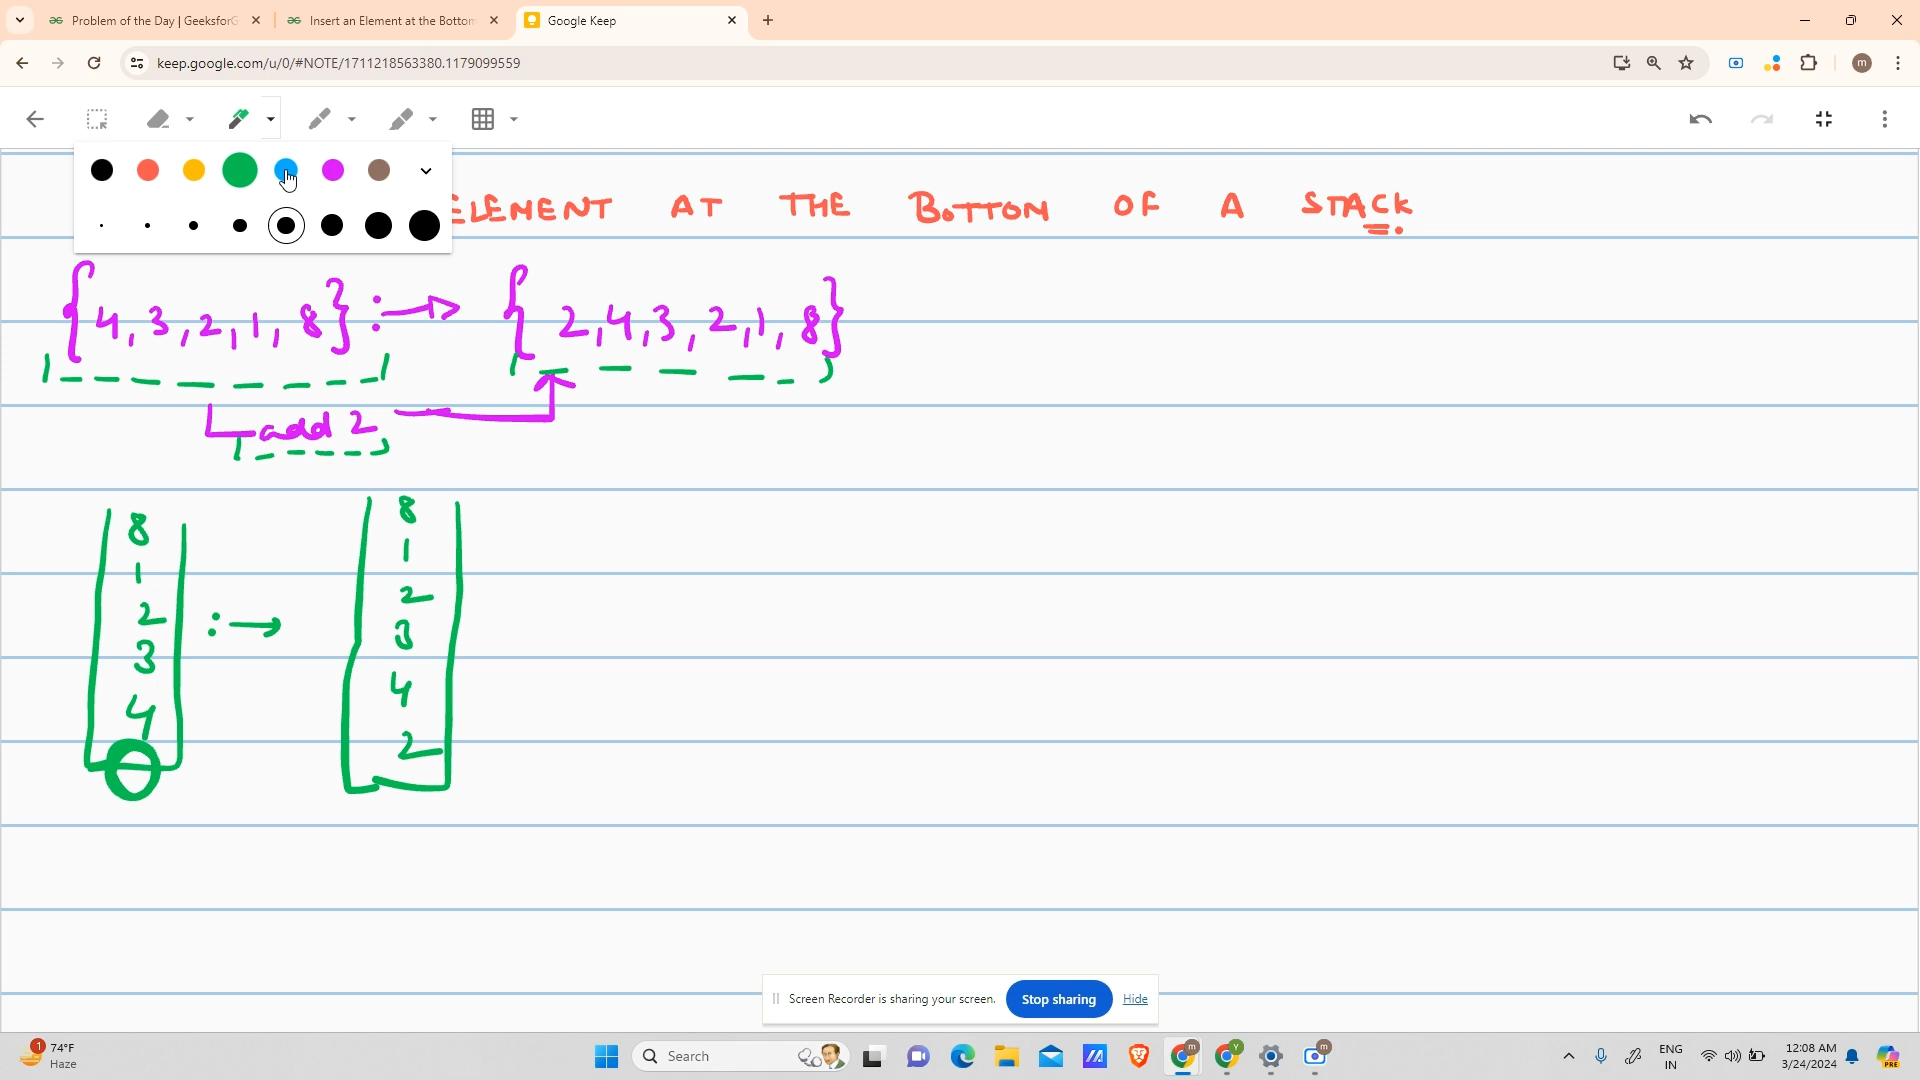 Problem of the Day | GeeksforG
Insert an Element at the Bottom
Google Keep
keep.google.com/u/0/#NOTE/1711218563380.1179099559
m
ELEMENT AT THE BOTTON OF A STACK
{4, 3, 2, 1, 8} : → { 2, 4, 3, 2, 1, 8}
add 2
8
1
2
3
4
: →
8
1
2
3
4
2
Screen Recorder is sharing your screen.
Stop sharing
Hide
1
74°F
Haze
Search
m
Y
m
ENG
IN
12:08 AM
3/24/2024
PRE